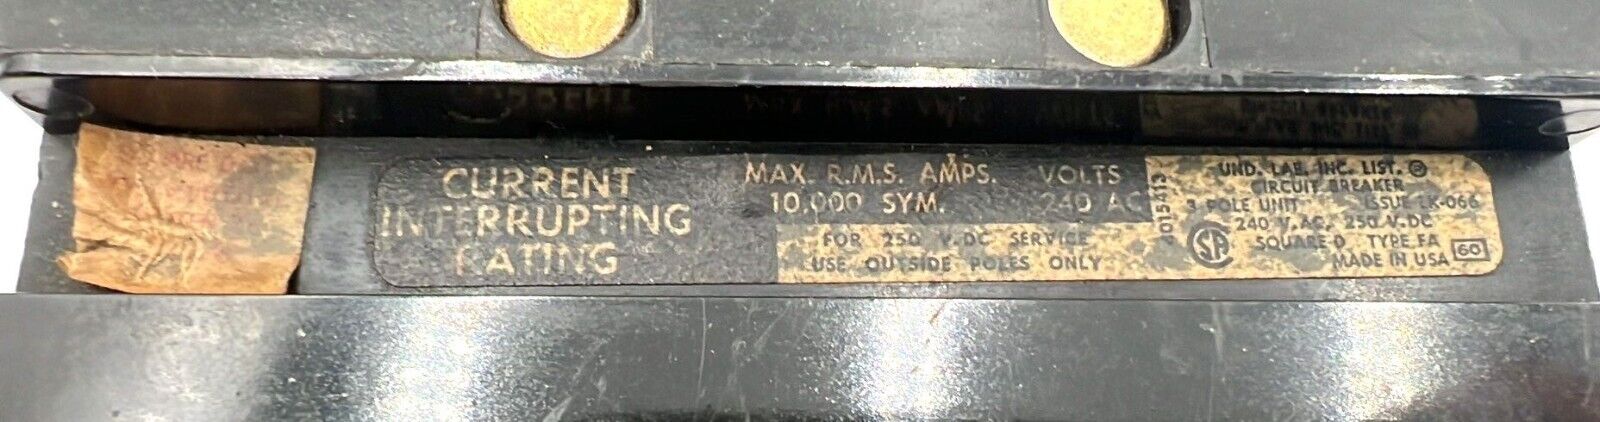 CURRENT
INTERRUPTING
RATING
MAX. R.M.S. AMPS. VOLTS
10,000 SYM. 240 AC
FOR 250 V.DC SERVICE
USE OUTSIDE POLES ONLY
4015413
UND. LAB. INC. LIST. ®
CIRCUIT BREAKER
3 POLE UNIT ISSUE LK-066
240 V.AC, 250 V.DC
SA
SQUARE D TYPE FA
MADE IN USA 60